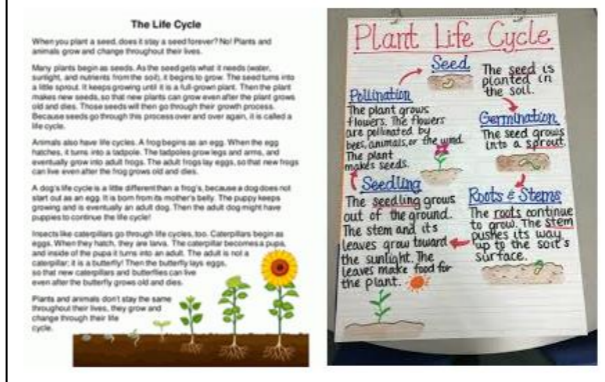 The Life Cycle
When you plant a seed, does it stay a seed forever? No! Plants and
animals grow and change throughout their lives.
Many plants begin as seeds. As the seed gets what it needs (water,
sunlight, and nutrients from the soil), it begins to grow. The seed turns into
a little sprout. It keeps growing until it is a full-grown plant. Then the plant
makes new seeds, so that new plants can grow even after the plant grows
old and dies. Those seeds will then go through their growth process.
Because seeds go through this process over and over again, it is called a
life cycle.
Animals also have life cycles. A frog begins as an egg. When the egg
hatches, it turns into a tadpole. The tadpoles grow legs and arms, and
eventually grow into adult frogs. The adult frogs lay eggs, so that new frogs
can live even after the frog grows old and dies.
A dog's life cycle is a little different than a frog's, because a dog does not
start out as an egg. It is born from its mother's belly. The puppy keeps
growing and is eventually an adult dog. Then the adult dog might have
puppies to continue the life cycle!
Insects like caterpillars go through life cycles, too. Caterpillars begin as
eggs. When they hatch, they are larva. The caterpillar becomes a pupa,
and inside of the pupa it turns into an adult. The adult is not a
caterpillar; it is a butterfly! Then the butterfly lays eggs,
so that new caterpillars and butterflies can live
even after the butterfly grows old and dies.
Plants and animals don't stay the same
throughout their lives, they grow and
change through their life
cycle.
Plant Life Cycle
Seed
The seed is
planted in
the soil.
Germination
The seed grows
into a sprout.
Roots & Stems
The roots continue
to grow. The stem
pushes its way
up to the soil's
surface.
Seedling
The seedling grows
out of the ground.
The stem and its
leaves grow toward
the sunlight. The
leaves make food for
the plant.
Pollination
The plant grows
flowers. The flowers
are pollinated by
bees, animals, or the wind.
The plant
makes seeds.